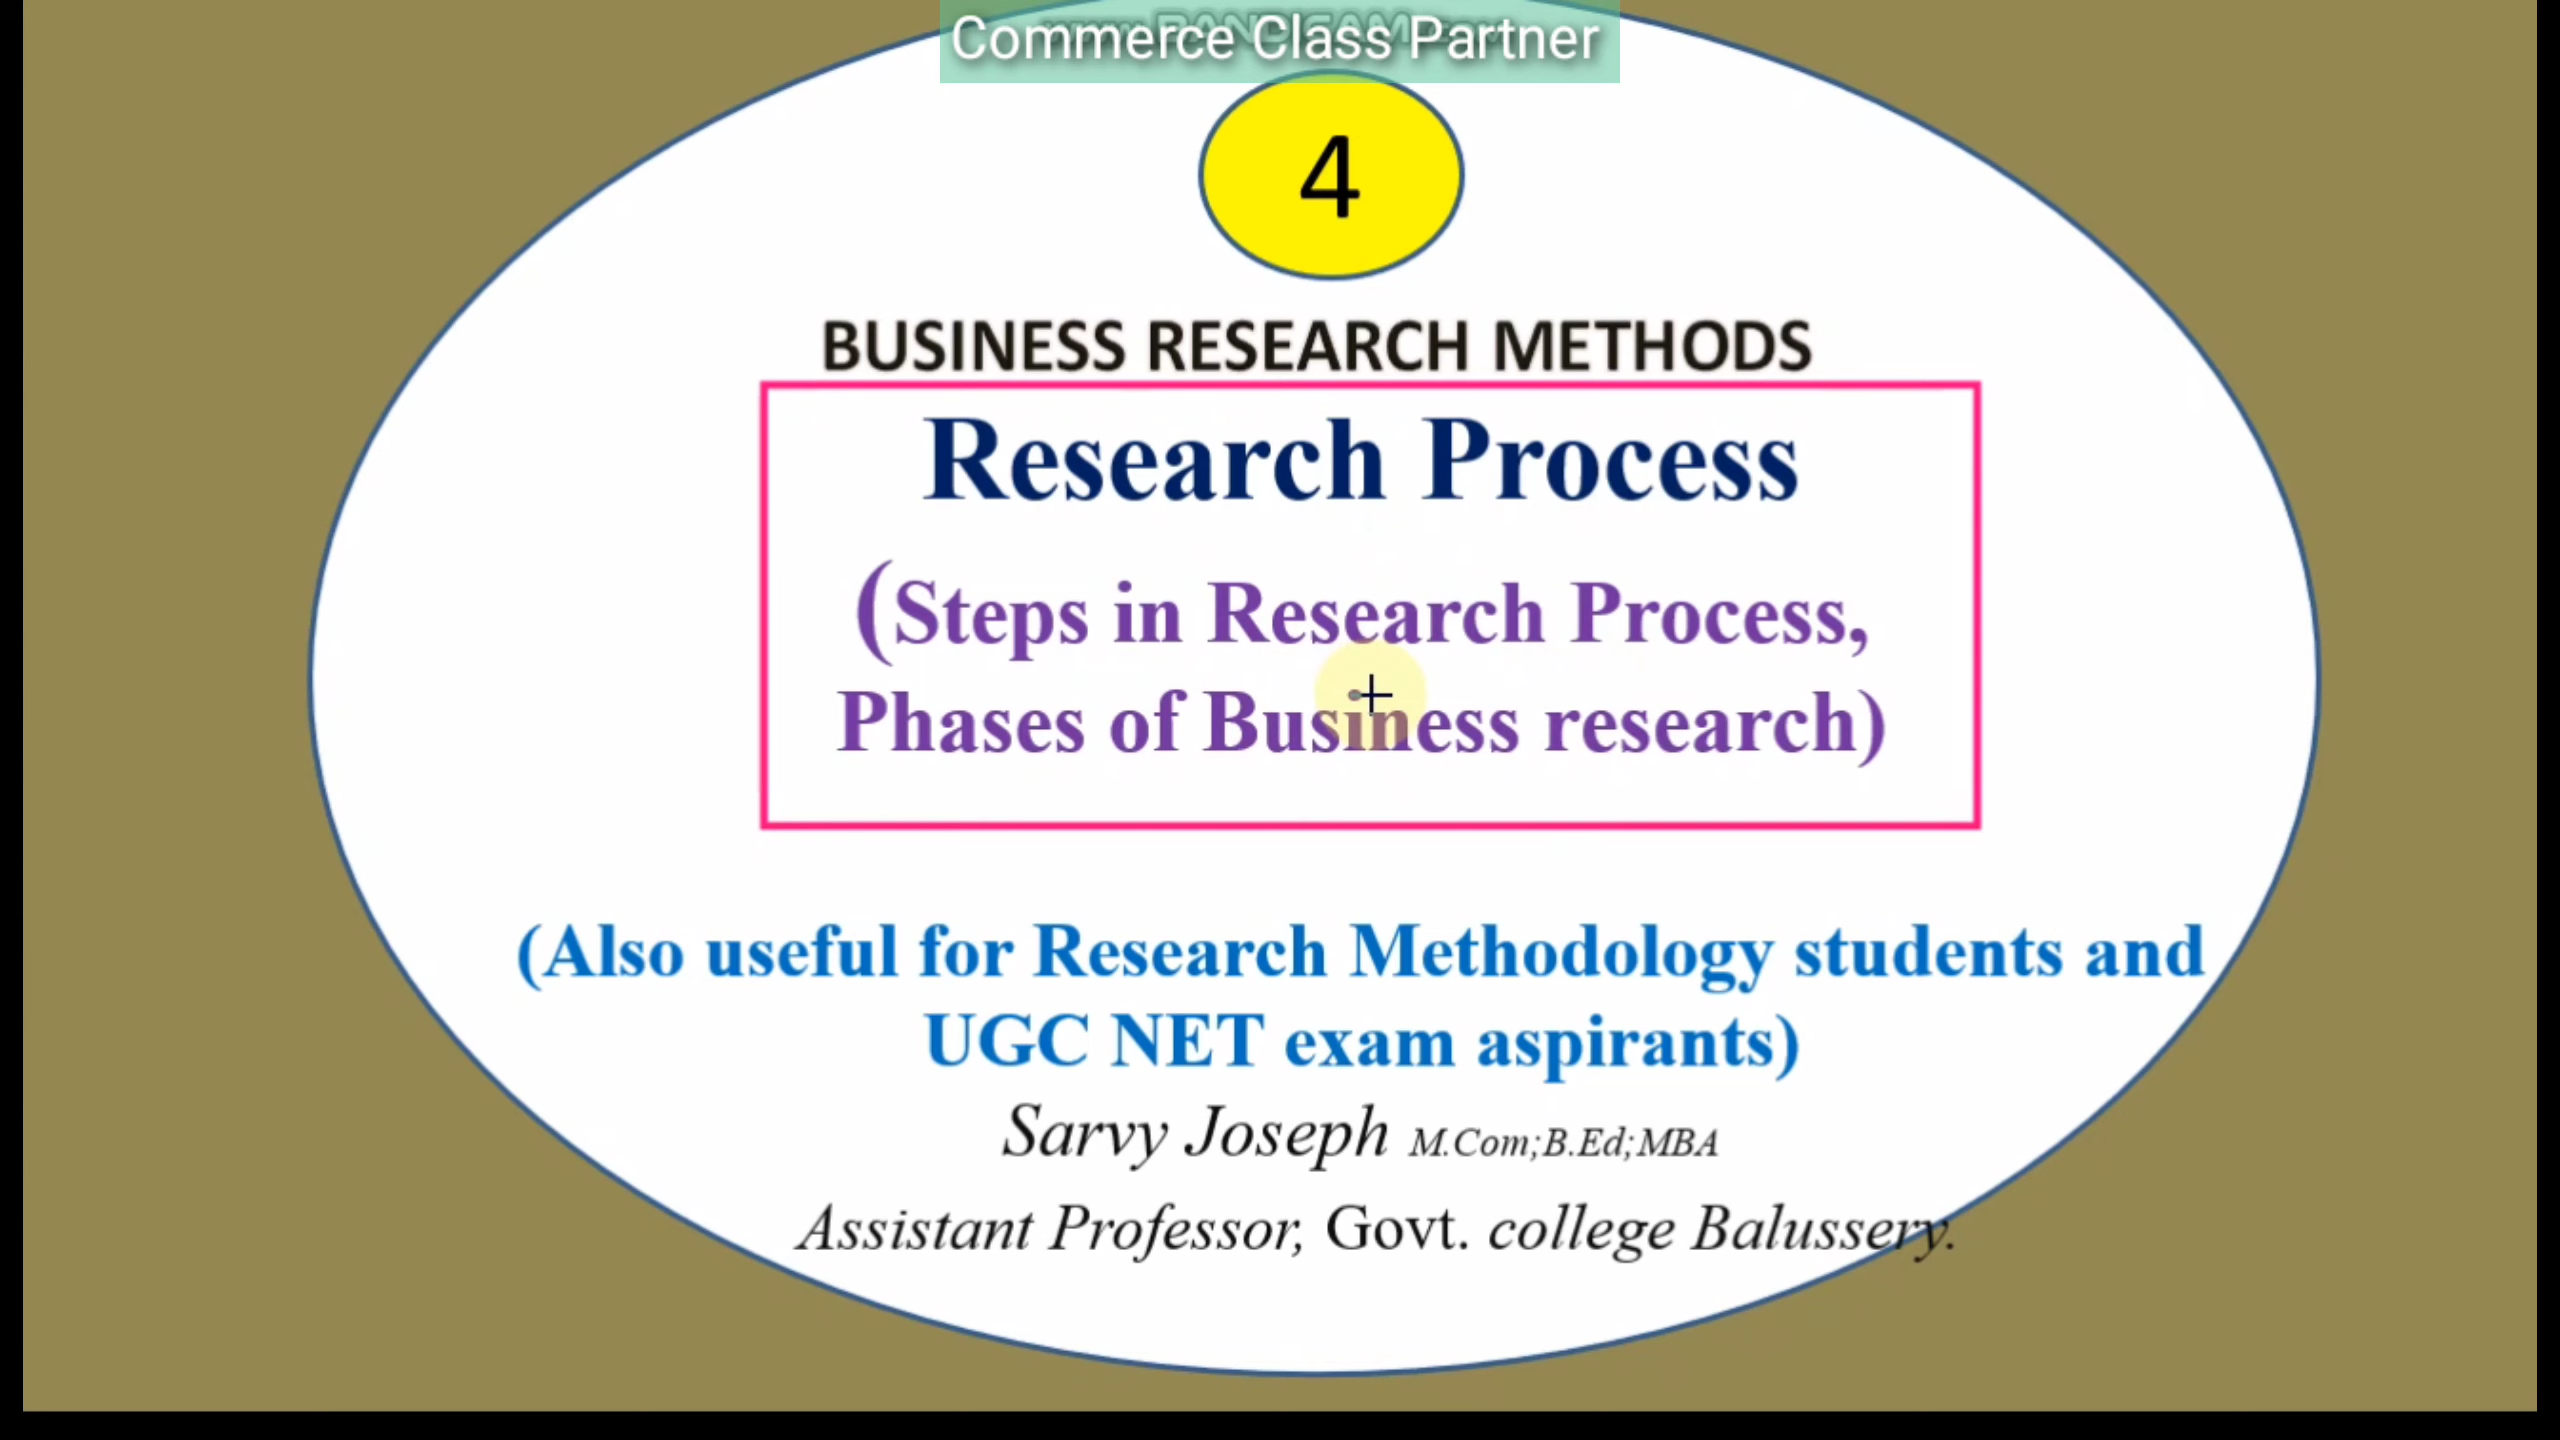 Commerce Class Partner
4
BUSINESS RESEARCH METHODS
Research Process
(Steps in Research Process,
Phases of Business research)
(Also useful for Research Methodology students and
UGC NET exam aspirants)
Sarvy Joseph M.Com;B.Ed;MBA
Assistant Professor, Govt. college Balussery.